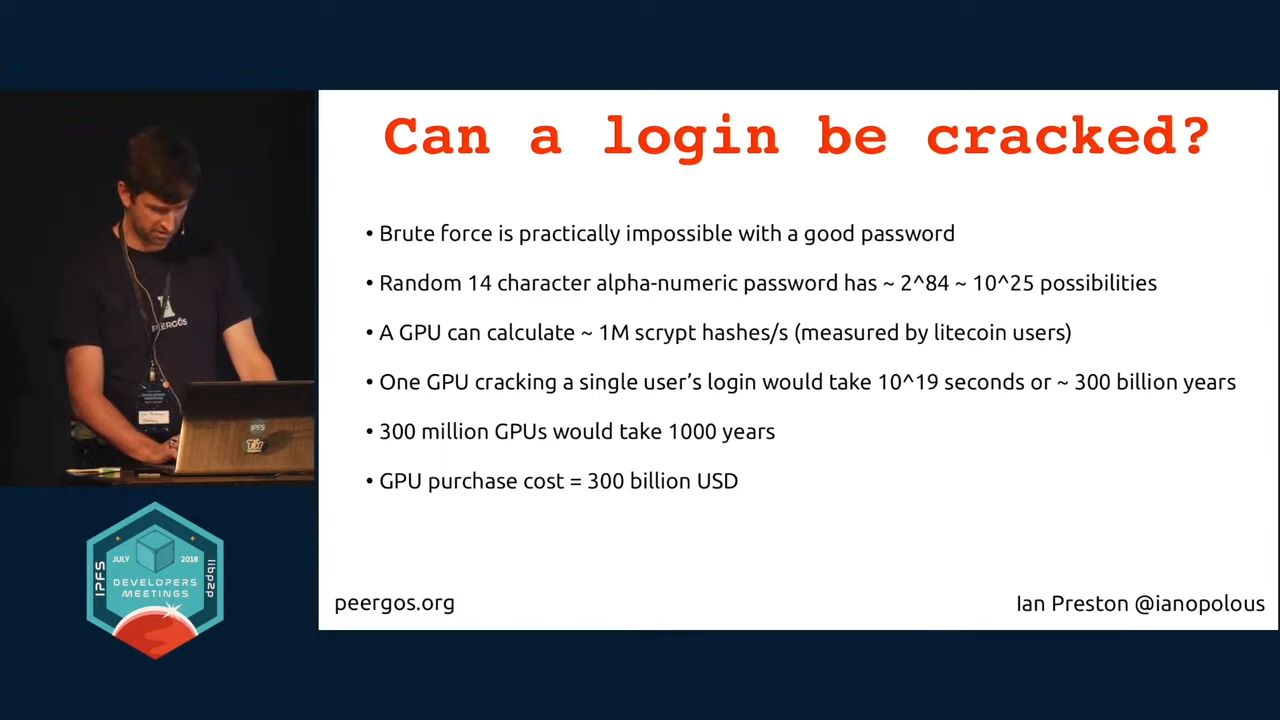 Can a login be cracked?
• Brute force is practically impossible with a good password
• Random 14 character alpha-numeric password has ~ 2^84 ~ 10^25 possibilities
• A GPU can calculate ~ 1M scrypt hashes/s (measured by litecoin users)
• One GPU cracking a single user’s login would take 10^19 seconds or ~ 300 billion years
• 300 million GPUs would take 1000 years
• GPU purchase cost = 300 billion USD
peergos.org
Ian Preston @ianopolous
PEERGOS
IPFS
Tor
JULY
2018
IPFS
libp2p
DEVELOPERS
MEETINGS